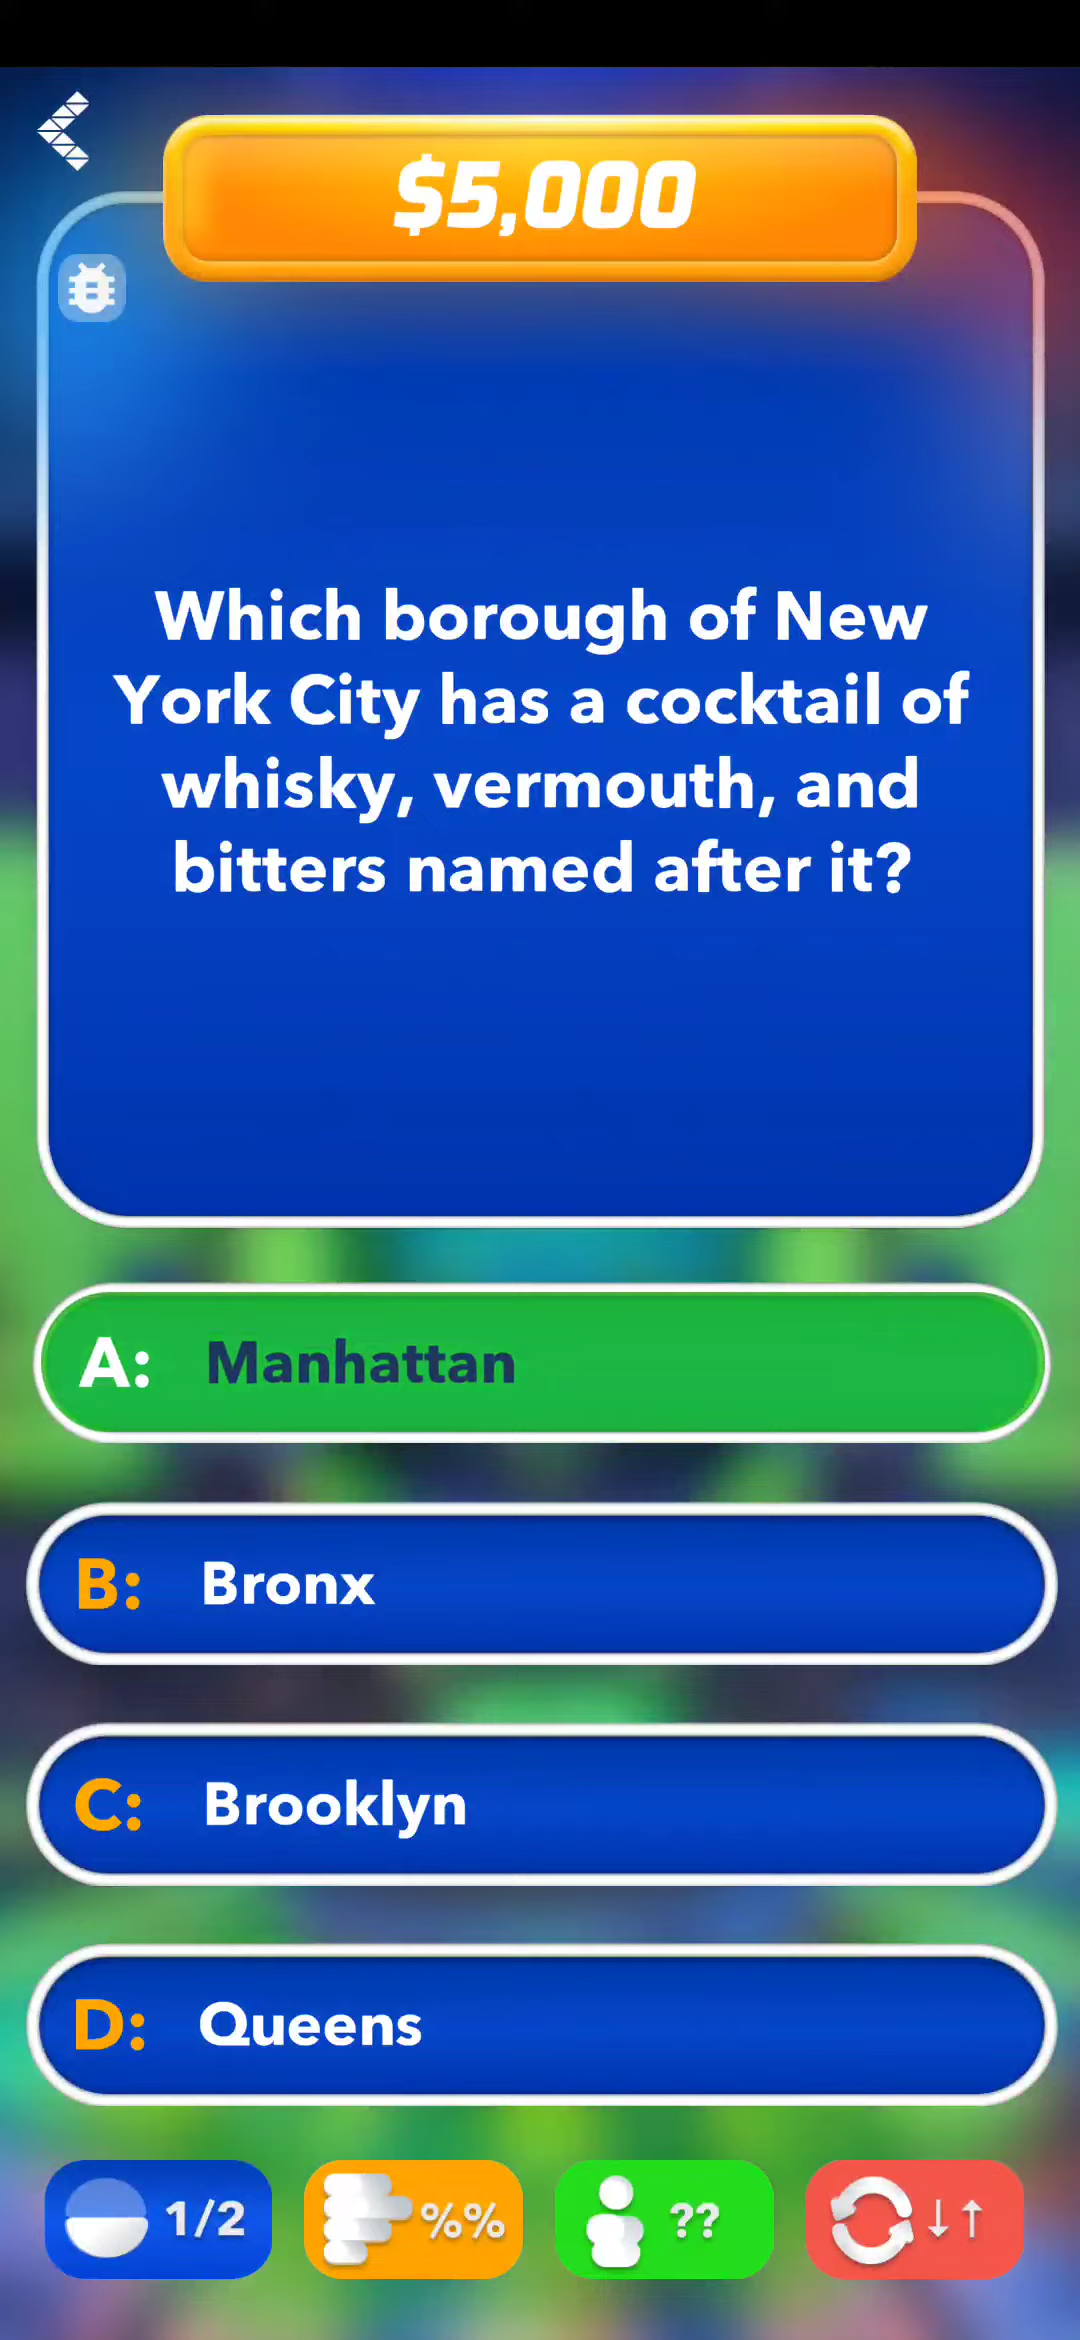 $5,000
Which borough of New
York City has a cocktail of
whisky, vermouth, and
bitters named after it?
A: Manhattan
B: Bronx
C: Brooklyn
D: Queens
1/2 %% ?? ↓↑